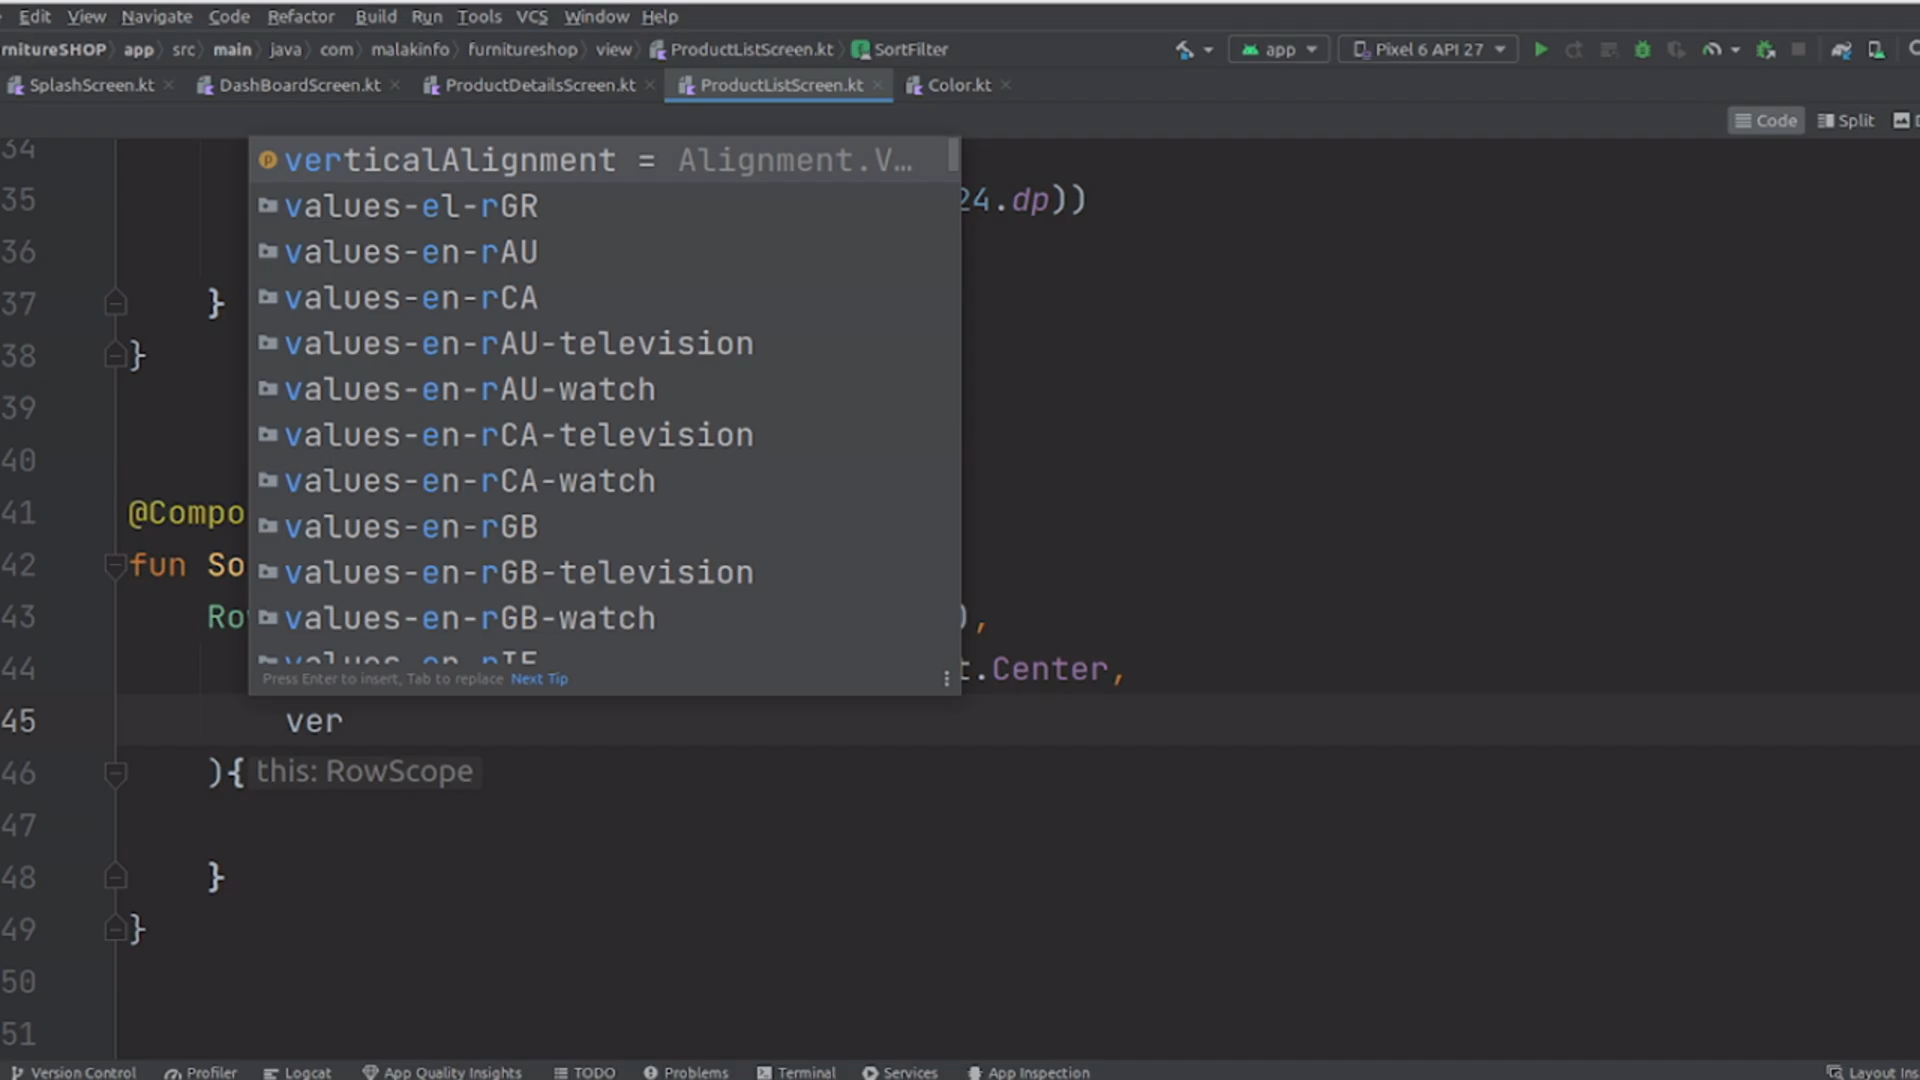 Edit View Navigate Code Refactor Build Run Tools VCS Window Help
rnitureSHOP app src main java com malakinfo furnitureshop view ProductListScreen.kt SortFilter app Pixel 6 API 27
SplashScreen.kt DashBoardScreen.kt ProductDetailsScreen.kt ProductListScreen.kt Color.kt
Code Split
34
verticalAlignment = Alignment.V…
35 24.dp))
values-el-rGR
36
values-en-rAU
37 }
values-en-rCA
38 }
values-en-rAU-television
39
values-en-rAU-watch
40
values-en-rCA-television
values-en-rCA-watch
41 @Compo
values-en-rGB
42 fun So
values-en-rGB-television
43 Ro ),
values-en-rGB-watch
44 t.Center,
values-en-rIE
Press Enter to insert, Tab to replace Next Tip
45 ver
46 ){ this: RowScope
47
48 }
49 }
50
51
Version Control Profiler Logcat App Quality Insights TODO Problems Terminal Services App Inspection Layout Ins